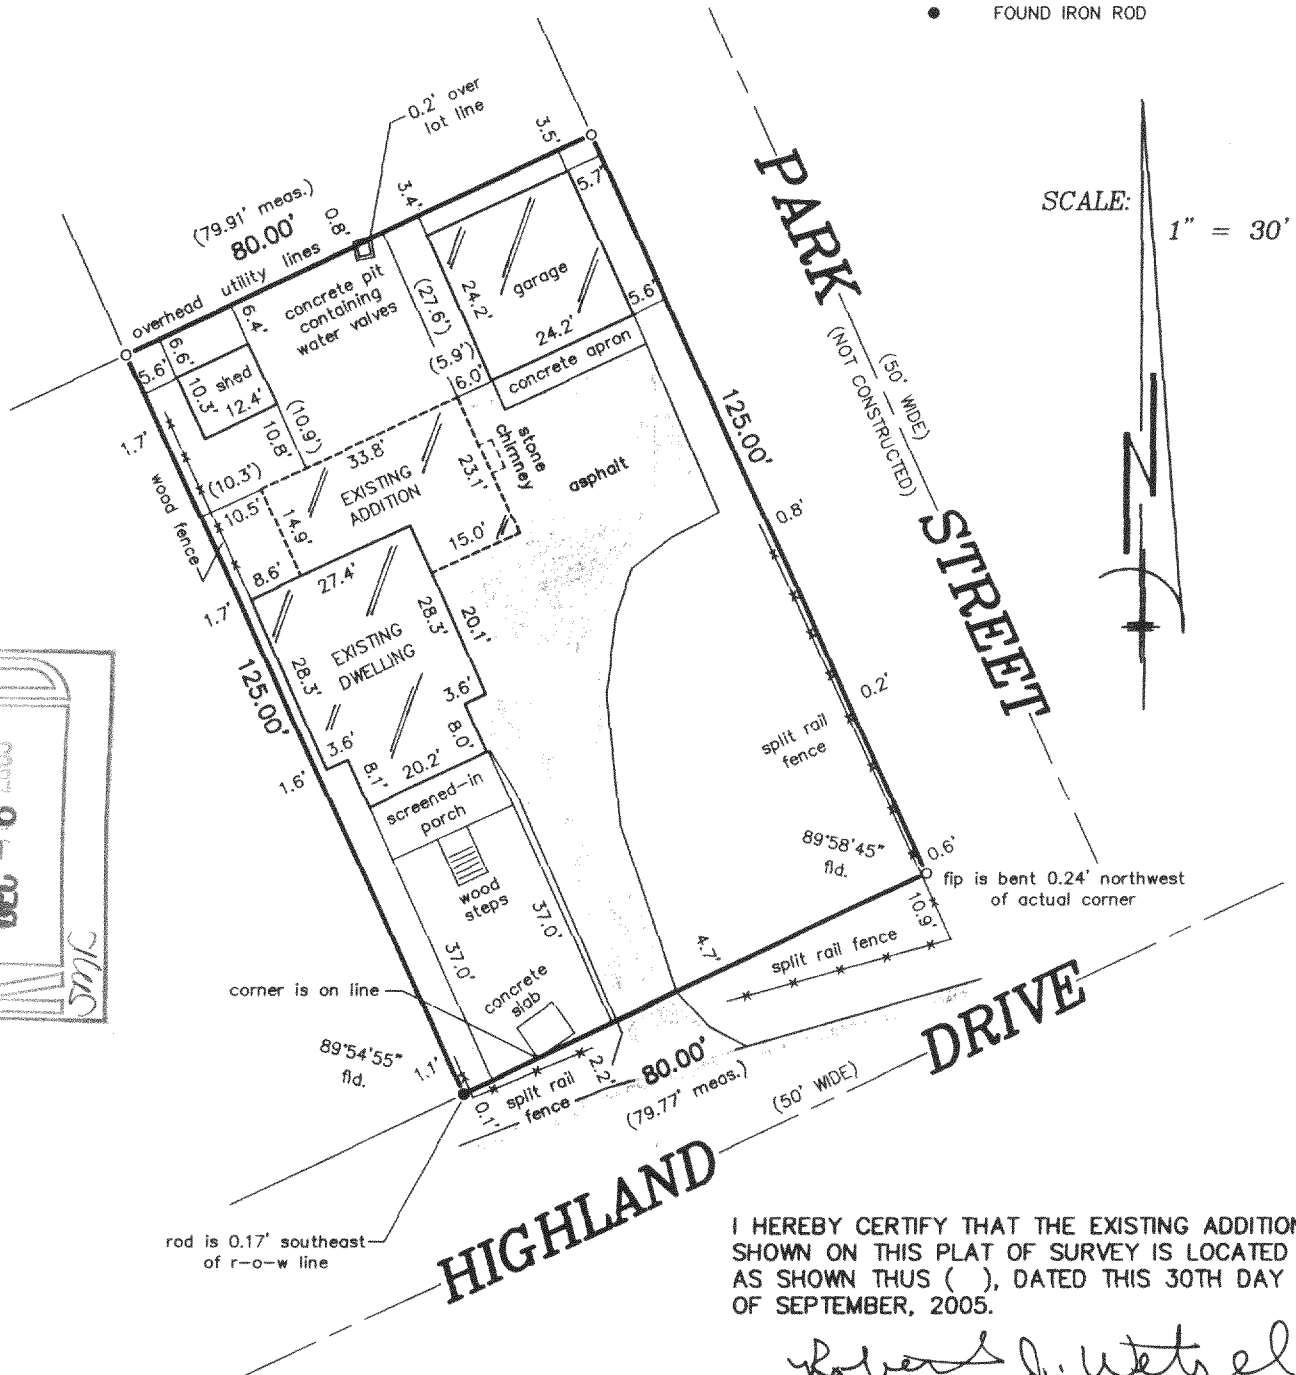 FOUND IRON ROD
SCALE:
1" = 30'
0.2' over
lot line
3.5'
5.7'
(79.91' meas.)
80.00'
0.8'
3.4'
overhead utility lines
concrete pit
containing
water valves
(27.6')
24.2'
garage
24.2'
5.6'
6.4'
6.6'
5.6'
shed
10.3'
12.4'
(5.9')
6.0'
concrete apron
PARK
STREET
(50' WIDE)
(NOT CONSTRUCTED)
125.00'
1.7'
wood fence
(10.3')
10.5'
10.8'
(10.9')
33.8'
EXISTING
ADDITION
23.1'
stone
chimney
asphalt
14.9'
15.0'
8.6'
27.4'
1.7'
0.8'
28.3'
20.1'
EXISTING
DWELLING
28.3'
125.00'
3.6'
8.0'
3.6'
8.1'
20.2'
1.6'
0.2'
split rail
fence
screened-in
porch
wood
steps
37.0'
37.0'
89°58'45"
fld.
0.6'
fip is bent 0.24' northwest
of actual corner
10.9'
4.7'
split rail fence
corner is on line
concrete
slab
89°54'55"
fld.
1.1'
0.1'
split rail
fence
2.2'
80.00'
(79.77' meas.)
(50' WIDE)
HIGHLAND
DRIVE
rod is 0.17' southeast
of r-o-w line
DEC
I HEREBY CERTIFY THAT THE EXISTING ADDITION
SHOWN ON THIS PLAT OF SURVEY IS LOCATED
AS SHOWN THUS ( ), DATED THIS 30TH DAY
OF SEPTEMBER, 2005.
Robert J. Wetzel
N